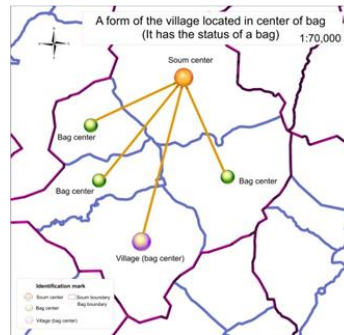 A form of the village located in center of bag
(It has the status of a bag)
1:70,000
Soum center
Bag center
Bag center
Bag center
Village (bag center)
Identification mark
Soum center
Soum boundary
Bag center
Bag boundary
Village (bag center)